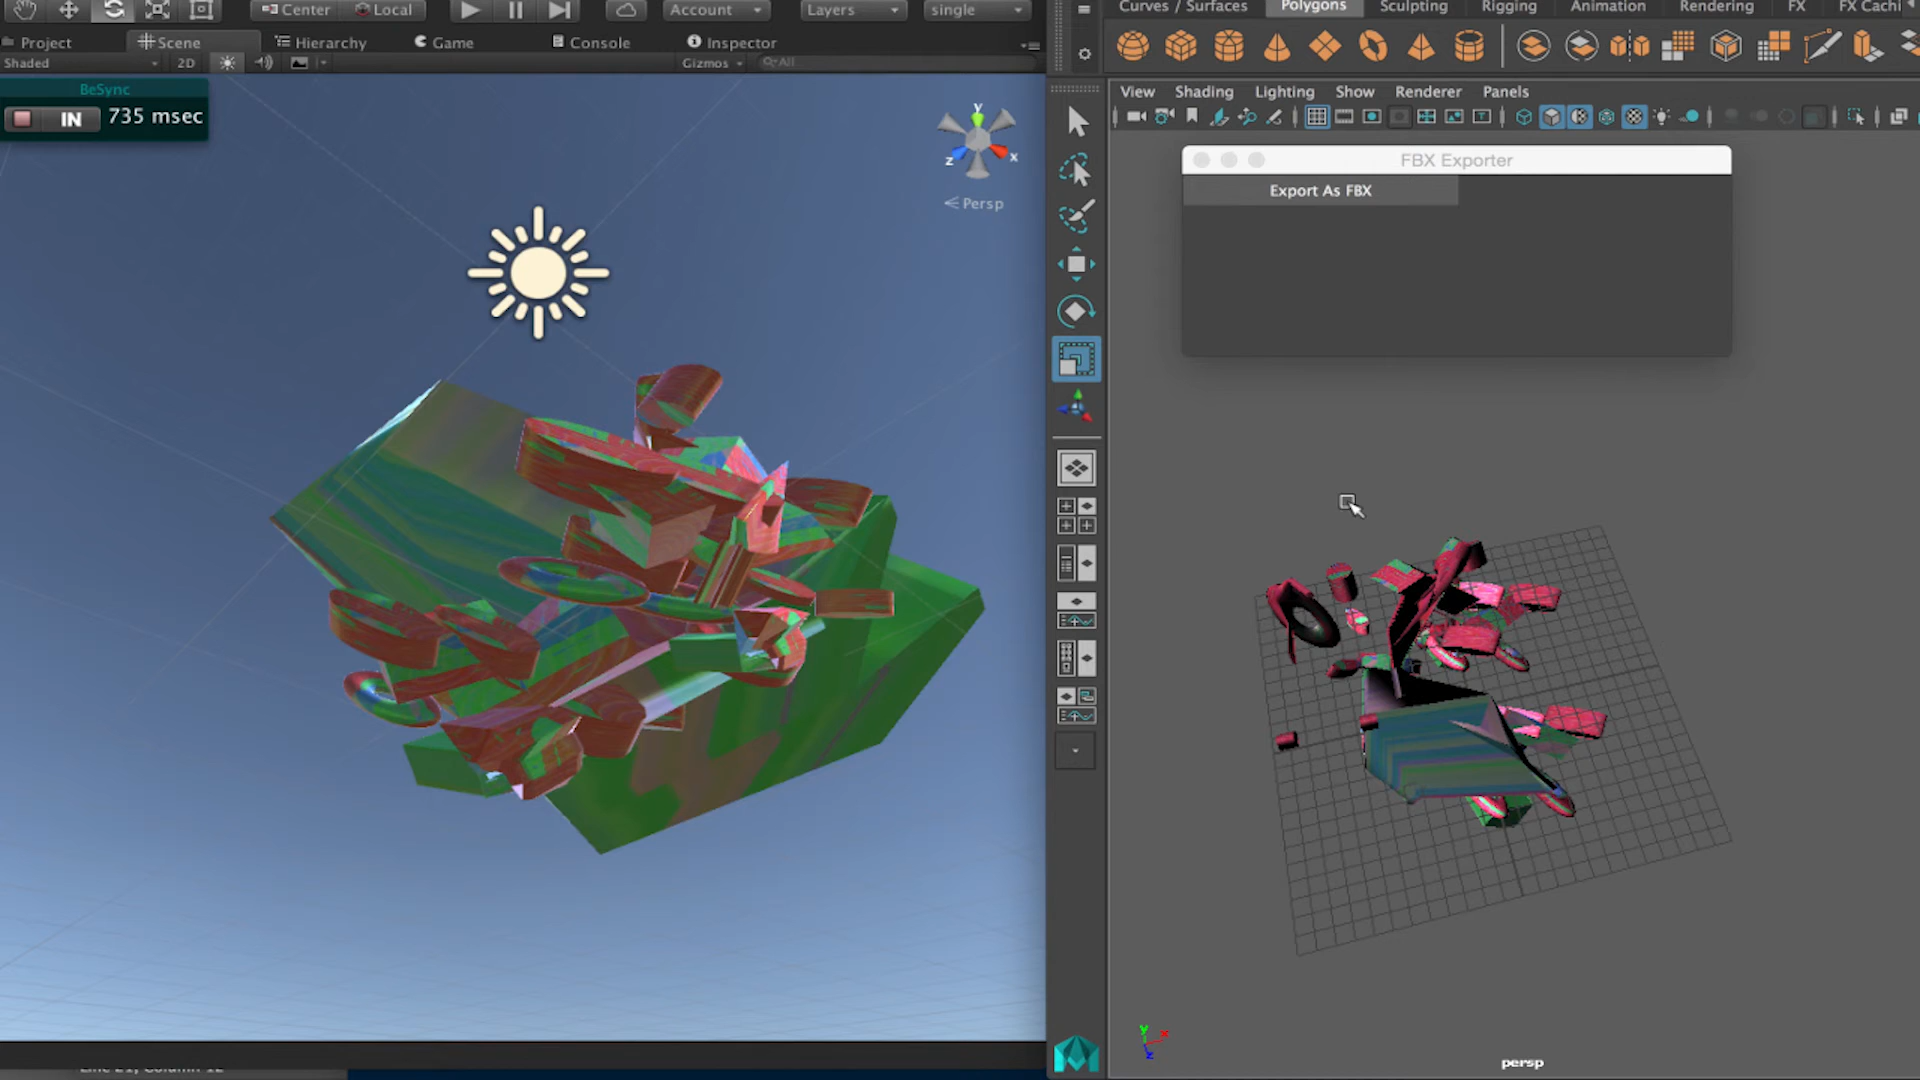 Center Local Account Layers single
Project Scene Hierarchy Game Console Inspector
Shaded 2D Gizmos All
BeSync
IN 735 msec
y
z x
Persp
Curves / Surfaces Polygons Sculpting Rigging Animation Rendering FX FX Cachi
View Shading Lighting Show Renderer Panels
FBX Exporter
Export As FBX
y
x
z
persp